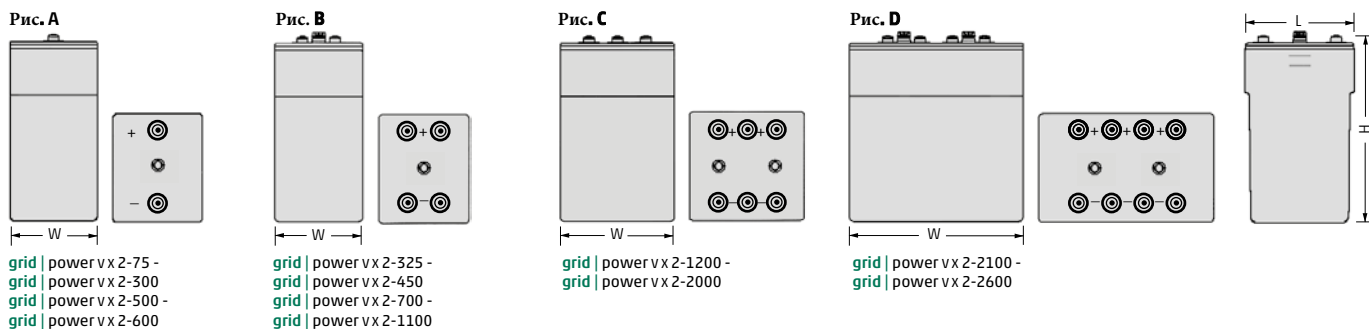 Рис. A
Рис. B
Рис. C
Рис. D
L
H
+
–
+
–
+ +
– –
+ + +
– – –
W
W
W
W
grid | power v x 2-75 -
grid | power v x 2-300
grid | power v x 2-500 -
grid | power v x 2-600
grid | power v x 2-325 -
grid | power v x 2-450
grid | power v x 2-700 -
grid | power v x 2-1100
grid | power v x 2-1200 -
grid | power v x 2-2000
grid | power v x 2-2100 -
grid | power v x 2-2600